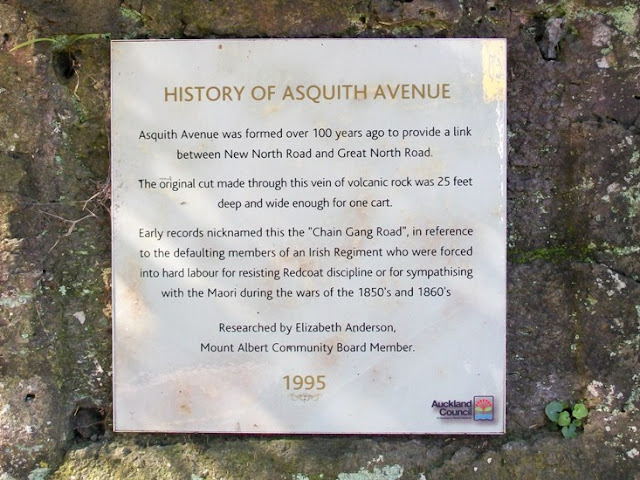 HISTORY OF ASQUITH AVENUE
Asquith Avenue was formed over 100 years ago to provide a link
between New North Road and Great North Road.
The original cut made through this vein of volcanic rock was 25 feet
deep and wide enough for one cart.
Early records nicknamed this the "Chain Gang Road", in reference
to the defaulting members of an Irish Regiment who were forced
into hard labour for resisting Redcoat discipline or for sympathising
with the Maori during the wars of the 1850's and 1860's
Researched by Elizabeth Anderson,
Mount Albert Community Board Member.
1995
Auckland
Council